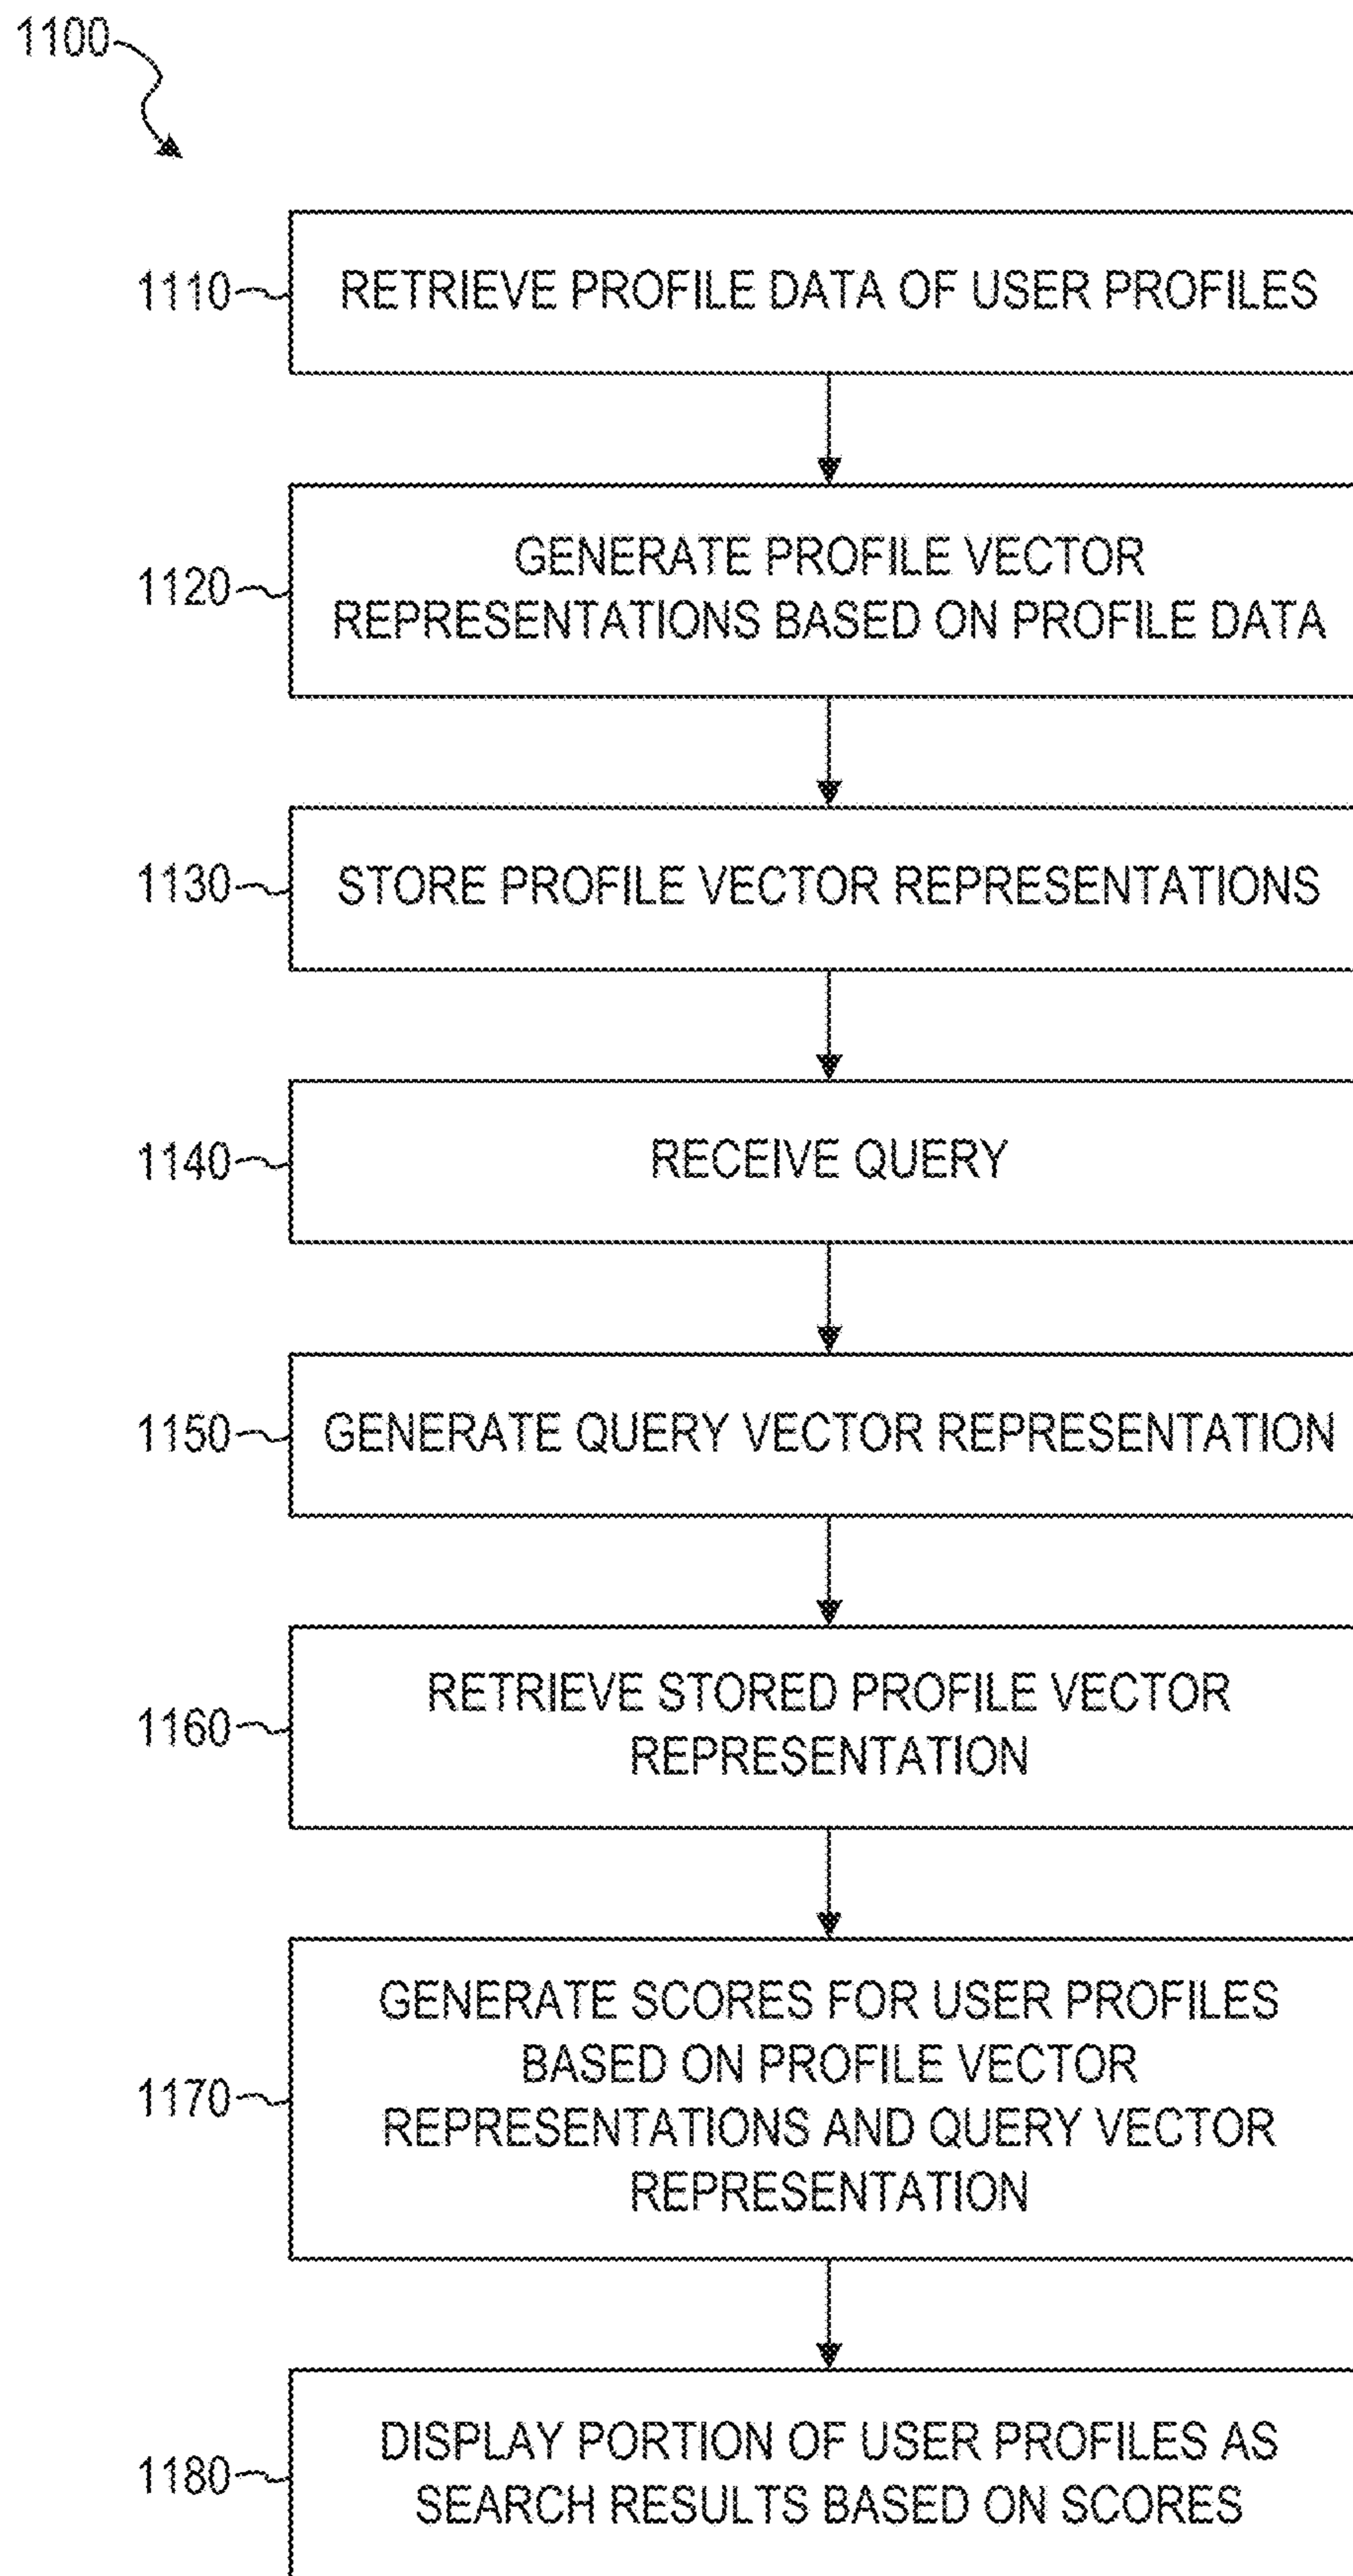 1100
1110
RETRIEVE PROFILE DATA OF USER PROFILES
1120
GENERATE PROFILE VECTOR
REPRESENTATIONS BASED ON PROFILE DATA
1130
STORE PROFILE VECTOR REPRESENTATIONS
1140
RECEIVE QUERY
1150
GENERATE QUERY VECTOR REPRESENTATION
1160
RETRIEVE STORED PROFILE VECTOR
REPRESENTATION
1170
GENERATE SCORES FOR USER PROFILES
BASED ON PROFILE VECTOR
REPRESENTATIONS AND QUERY VECTOR
REPRESENTATION
1180
DISPLAY PORTION OF USER PROFILES AS
SEARCH RESULTS BASED ON SCORES